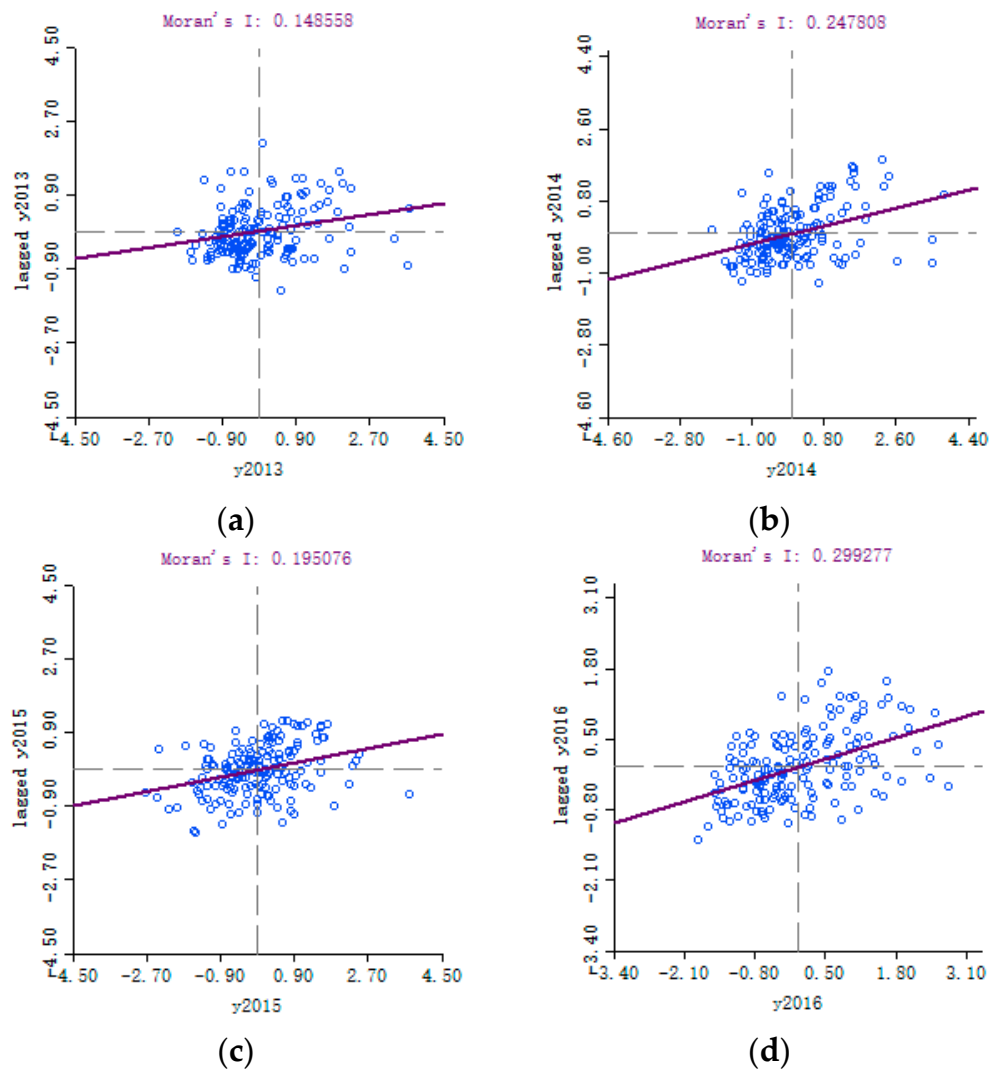 Moran's I: 0.148558
lagged y2013
4.50
2.70
0.90
-0.90
-2.70
-4.50
-4.50 -2.70 -0.90 0.90 2.70 4.50
y2013
(a)
Moran's I: 0.247808
lagged y2014
4.40
2.60
0.80
-1.00
-2.80
-4.60
-4.60 -2.80 -1.00 0.80 2.60 4.40
y2014
(b)
Moran's I: 0.195076
lagged y2015
4.50
2.70
0.90
-0.90
-2.70
-4.50
-4.50 -2.70 -0.90 0.90 2.70 4.50
y2015
(c)
Moran's I: 0.299277
lagged y2016
3.10
1.80
0.50
-0.80
-2.10
-3.40
-3.40 -2.10 -0.80 0.50 1.80 3.10
y2016
(d)